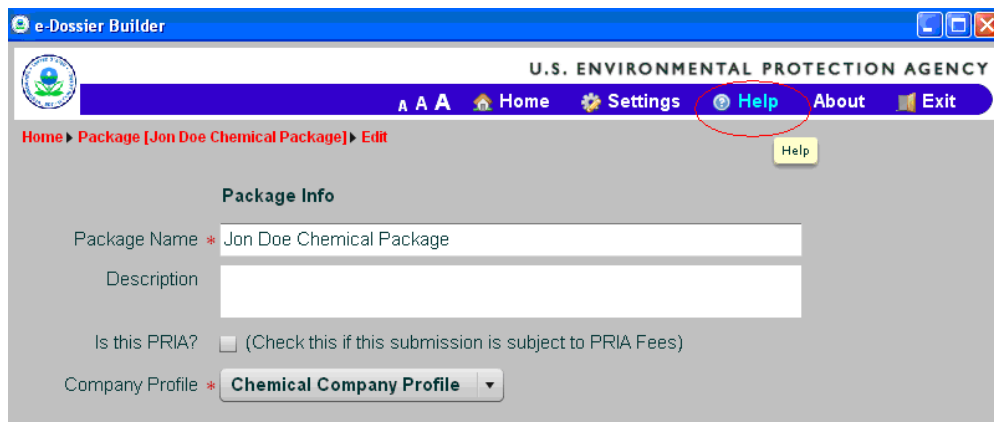 e-Dossier Builder
U.S. ENVIRONMENTAL PROTECTION AGENCY
A A A Home Settings Help About Exit
Home Package [Jon Doe Chemical Package] Edit
Help
Package Info
Package Name * Jon Doe Chemical Package
Description
Is this PRIA? (Check this if this submission is subject to PRIA Fees)
Company Profile * Chemical Company Profile